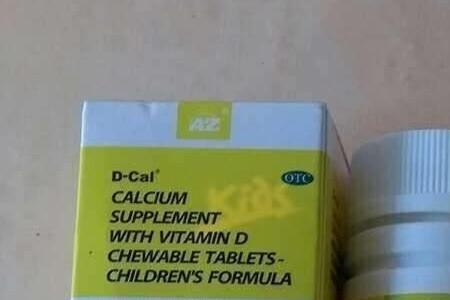 AZ
D-Cal®
OTC
CALCIUM
Kids
SUPPLEMENT
WITH VITAMIN D
CHEWABLE TABLETS-
CHILDREN'S FORMULA